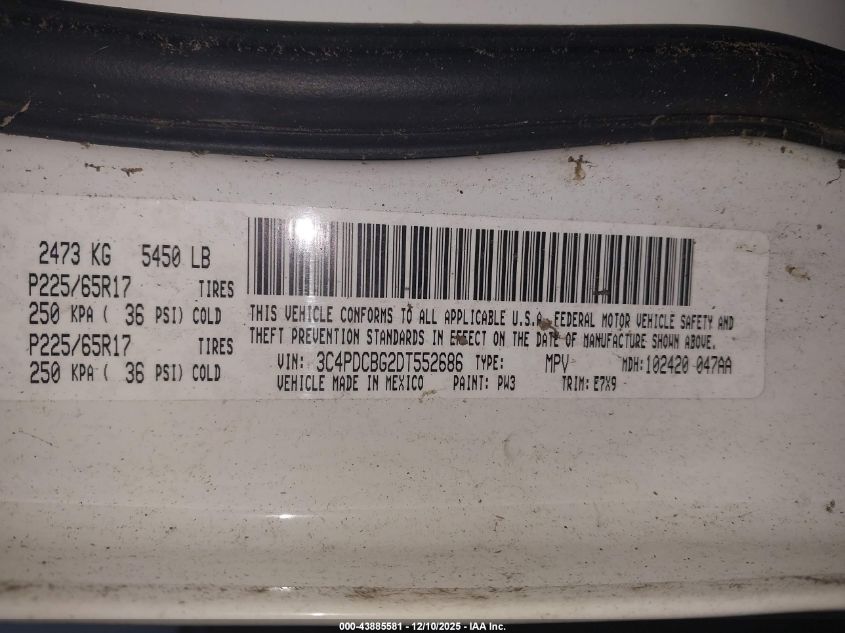 2473 KG 5450 LB
P225/65R17 TIRES
250 KPA ( 36 PSI) COLD
P225/65R17 TIRES
250 KPA ( 36 PSI) COLD
THIS VEHICLE CONFORMS TO ALL APPLICABLE U.S.A. FEDERAL MOTOR VEHICLE SAFETY AND
THEFT PREVENTION STANDARDS IN EFFECT ON THE DATE OF MANUFACTURE SHOWN ABOVE.
VIN: 3C4PDCBG2DT552686 TYPE: MPV MDH: 102420 047AA
VEHICLE MADE IN MEXICO PAINT: PW3 TRIM: E7X9
000-43885581 - 12/10/2025 - IAA Inc.